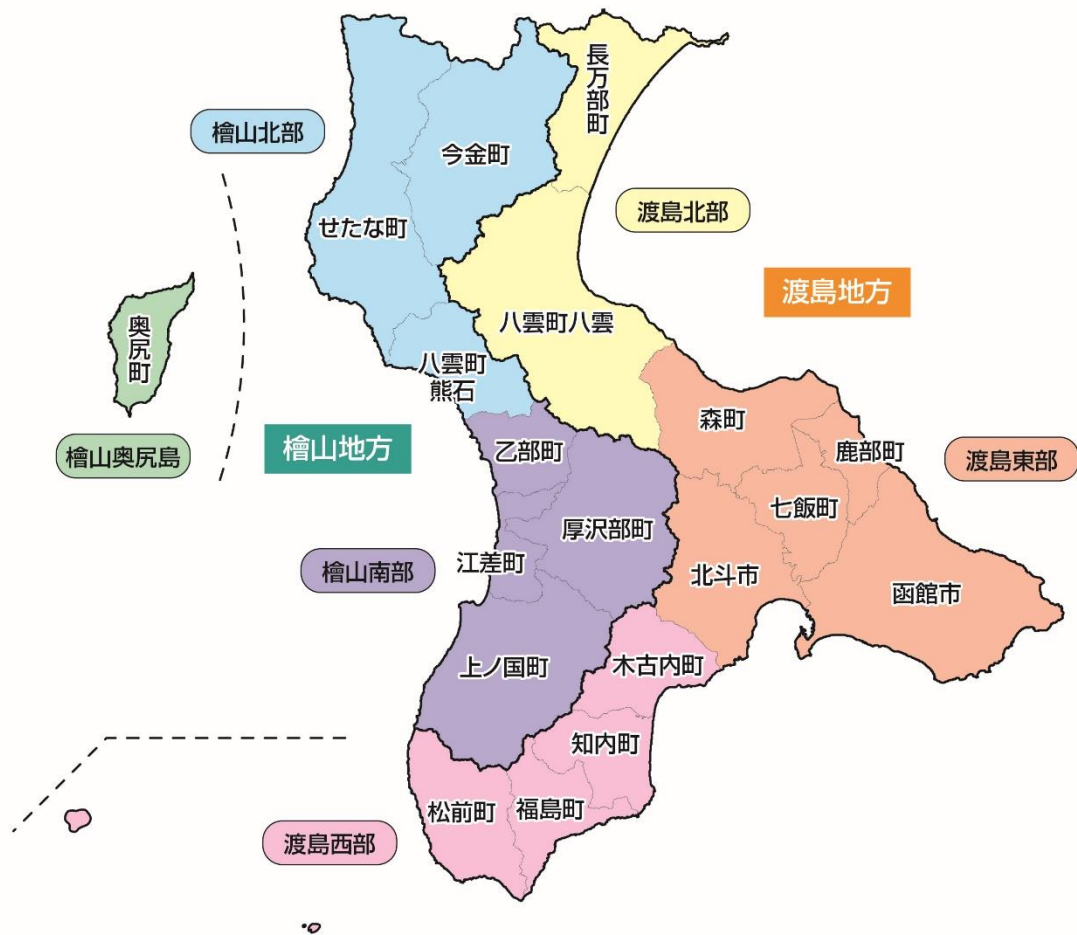 長万部町
檜山北部
今金町
渡島北部
せたな町
渡島地方
八雲町八雲
奥尻町
八雲町
熊石
森町
檜山地方
乙部町
鹿部町
檜山奥尻島
渡島東部
七飯町
厚沢部町
江差町
檜山南部
北斗市
函館市
上ノ国町
木古内町
知内町
松前町
福島町
渡島西部